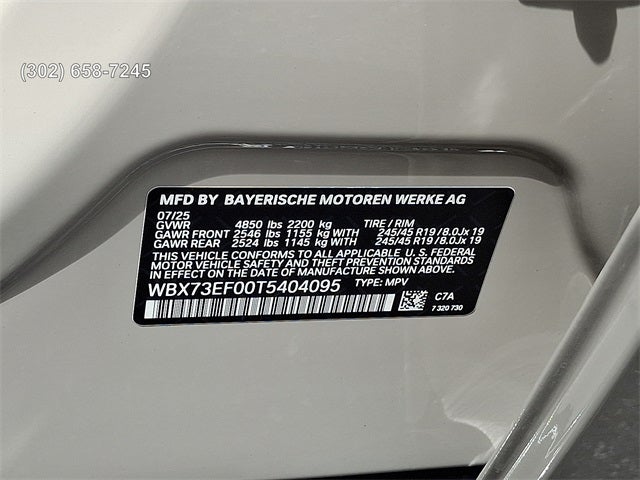 (302) 658-7245
MFD BY BAYERISCHE MOTOREN WERKE AG
07/25
GVWR 4850 lbs 2200 kg TIRE / RIM
GAWR FRONT 2546 lbs 1155 kg WITH 245/45 R19 / 8.0Jx 19
GAWR REAR 2524 lbs 1145 kg WITH 245/45 R19 / 8.0Jx 19
THIS VEHICLE CONFORMS TO ALL APPLICABLE U. S. FEDERAL
MOTOR VEHICLE SAFETY, BUMPER, AND THEFT PREVENTION STANDARDS
IN EFFECT ON THE DATE OF MANUFACTURE SHOWN ABOVE.
WBX73EF00T5404095 TYPE: MPV
C7A
7 320 730